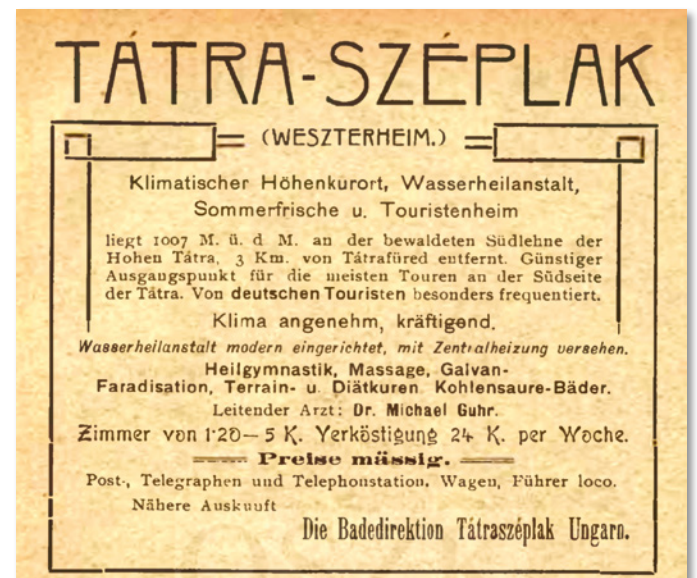 TÁTRA-SZÉPLAK
(WESZTERHEIM.)
Klimatischer Höhenkurort, Wasserheilanstalt,
Sommerfrische u. Touristenheim
liegt 1007 M. ü. d M. an der bewaldeten Südlehne der
Hohen Tátra, 3 Km. von Tátrafüred entfernt. Günstiger
Ausgangspunkt für die meisten Touren an der Südseite
der Tátra. Von deutschen Touristen besonders frequentiert.
Klima angenehm, kräftigend.
Wasserheilanstalt modern eingerichtet, mit Zentralheizung versehen.
Heilgymnastik, Massage, Galvan-
Faradisation, Terrain- u. Diätkuren Kohlensaure-Bäder.
Leitender Arzt: Dr. Michael Guhr.
Zimmer von 1·20–5 K. Verköstigung 24 K. per Woche.
Preise mässig.
Post-, Telegraphen und Telephonstation. Wagen, Führer loco.
Nähere Auskunft
Die Badedirektion Tátraszéplak Ungarn.